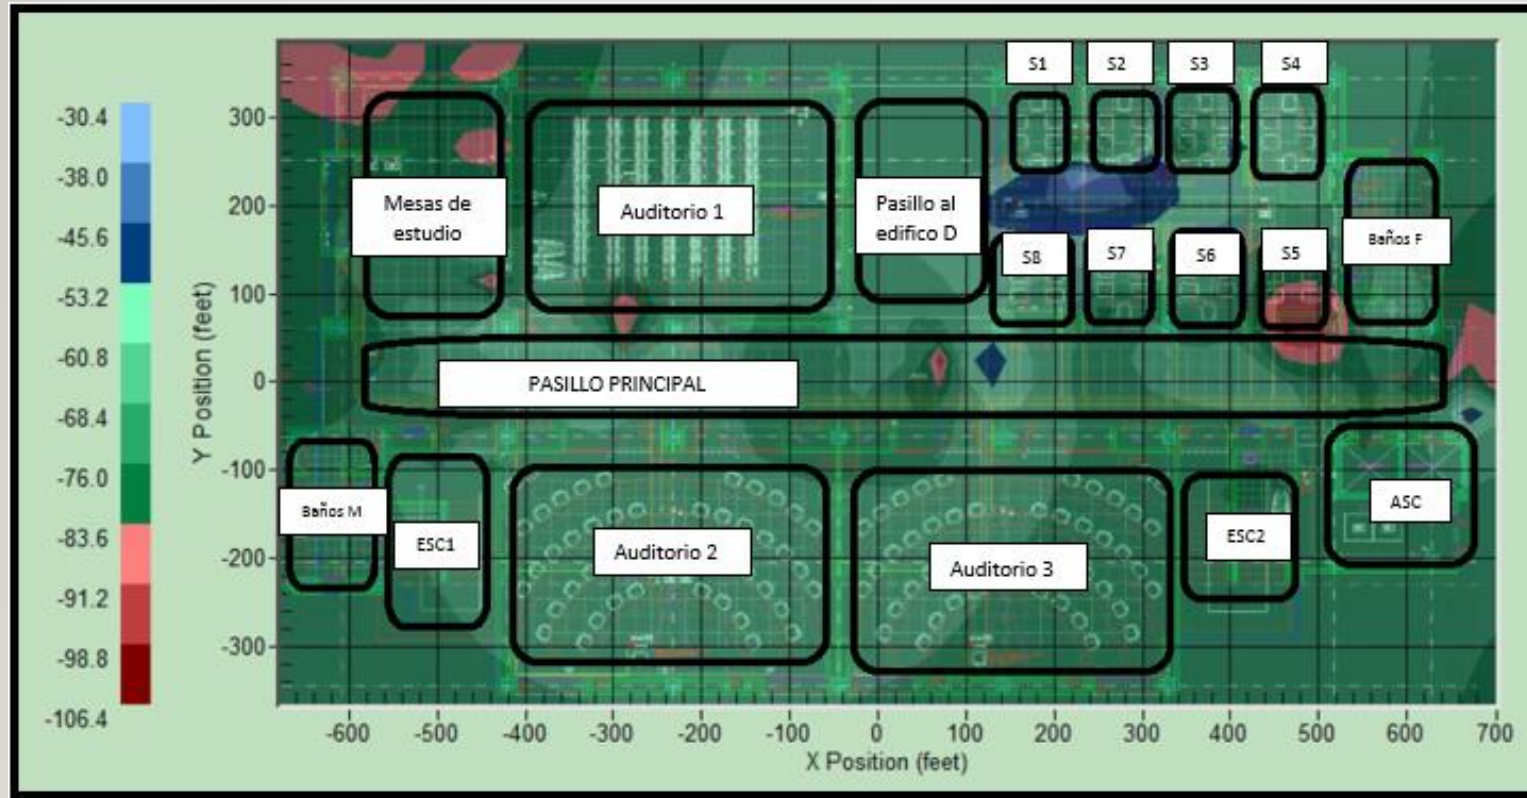 S1 S2 S3 S4
-30.4
300
-38.0
200
Mesas de
estudio
Auditorio 1
Pasillo al
edifico D
-45.6
S8 S7 S6 S5
Baños F
-53.2
100
-60.8
Y Position (feet)
0
PASILLO PRINCIPAL
-68.4
-76.0
-100
-83.6
Baños M
ESC1
Auditorio 2
Auditorio 3
ESC2
ASC
-91.2
-200
-98.8
-300
-106.4
-600 -500 -400 -300 -200 -100 0 100 200 300 400 500 600 700
X Position (feet)